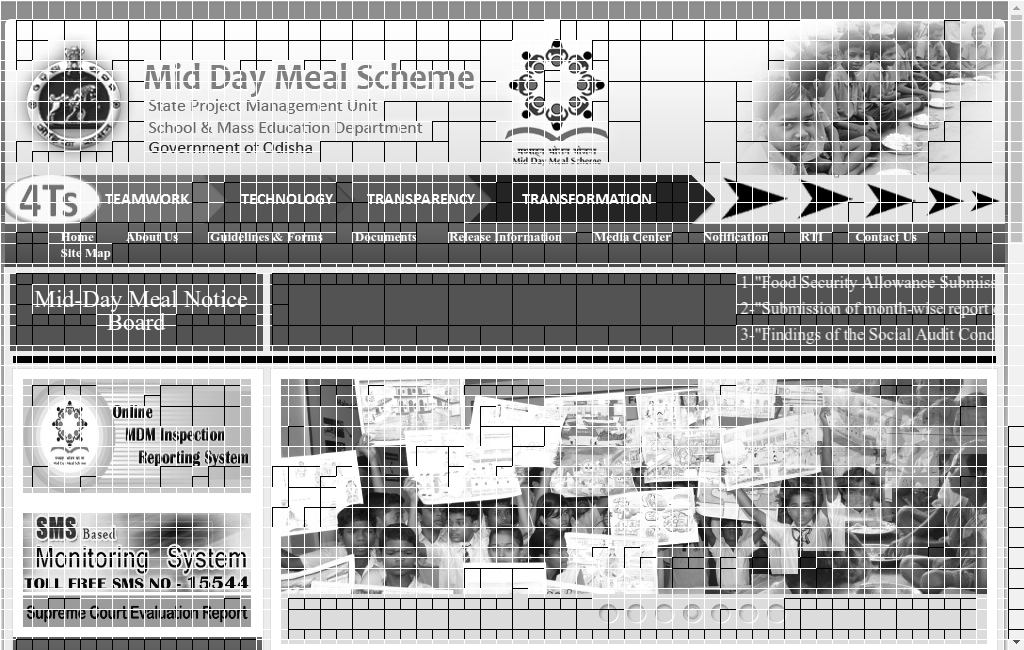 Mid Day Meal Scheme
State Project Management Unit
School & Mass Education Department
Government of Odisha
मध्याह्न भोजन योजना
Mid Day Meal Scheme
4Ts TEAMWORK TECHNOLOGY TRANSPARENCY TRANSFORMATION
Home About Us Guidelines & Forms Documents Release Information Media Center Notification RTI Contact Us
Site Map
Mid-Day Meal Notice
Board
1-"Food Security Allowance Submiss
2-"Submission of month-wise report
3-"Findings of the Social Audit Cond
Online
MDM Inspection
Reporting System
SMS Based
Monitoring System
TOLL FREE SMS NO - 15544
Supreme Court Evaluation Report